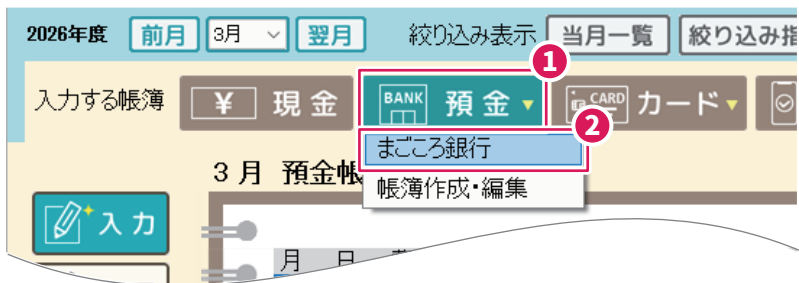 2026年度 前月 3月 翌月 絞り込み表示 当月一覧 絞り込み指
入力する帳簿 ¥ 現金 BANK 預金 ▼ CARD カード ▼
1
2
まごころ銀行
帳簿作成・編集
3月 預金帳
入力
月 日